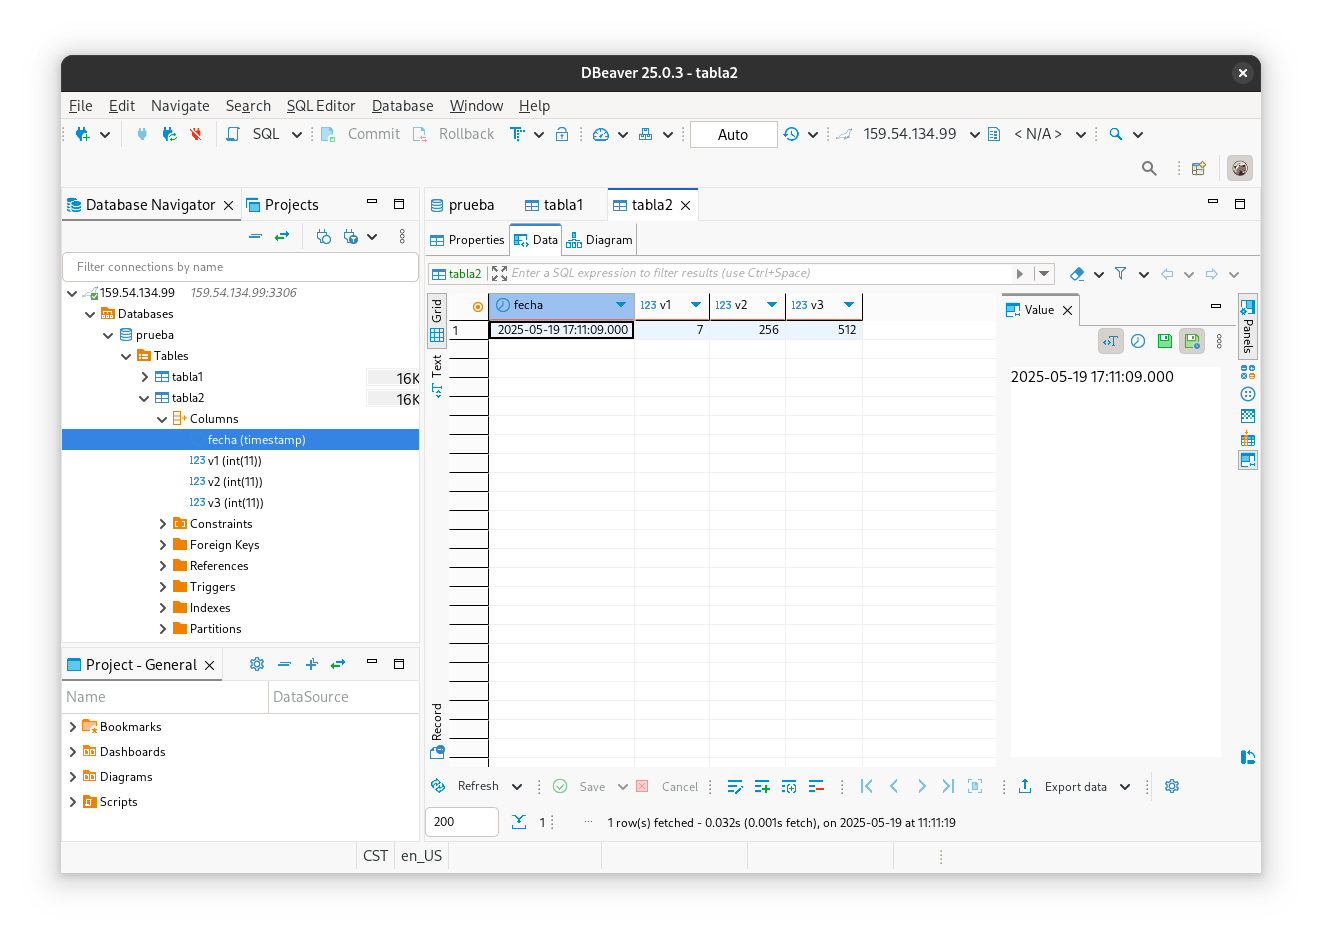 DBeaver 25.0.3 - tabla2
File Edit Navigate Search SQL Editor Database Window Help
SQL Commit Rollback Auto 159.54.134.99 < N/A >
Database Navigator Projects
Filter connections by name
159.54.134.99 159.54.134.99:3306
Databases
prueba
Tables
tabla1 16K
tabla2 16K
Columns
fecha (timestamp)
123 v1 (int(11))
123 v2 (int(11))
123 v3 (int(11))
Constraints
Foreign Keys
References
Triggers
Indexes
Partitions
Project - General
Name DataSource
Bookmarks
Dashboards
Diagrams
Scripts
prueba tabla1 tabla2
Properties Data Diagram
tabla2 Enter a SQL expression to filter results (use Ctrl+Space)
Grid
Text
Record
fecha 123 v1 123 v2 123 v3
1 2025-05-19 17:11:09.000 7 256 512
Value
2025-05-19 17:11:09.000
Panels
Refresh Save Cancel Export data
200 1 1 row(s) fetched - 0.032s (0.001s fetch), on 2025-05-19 at 11:11:19
CST en_US